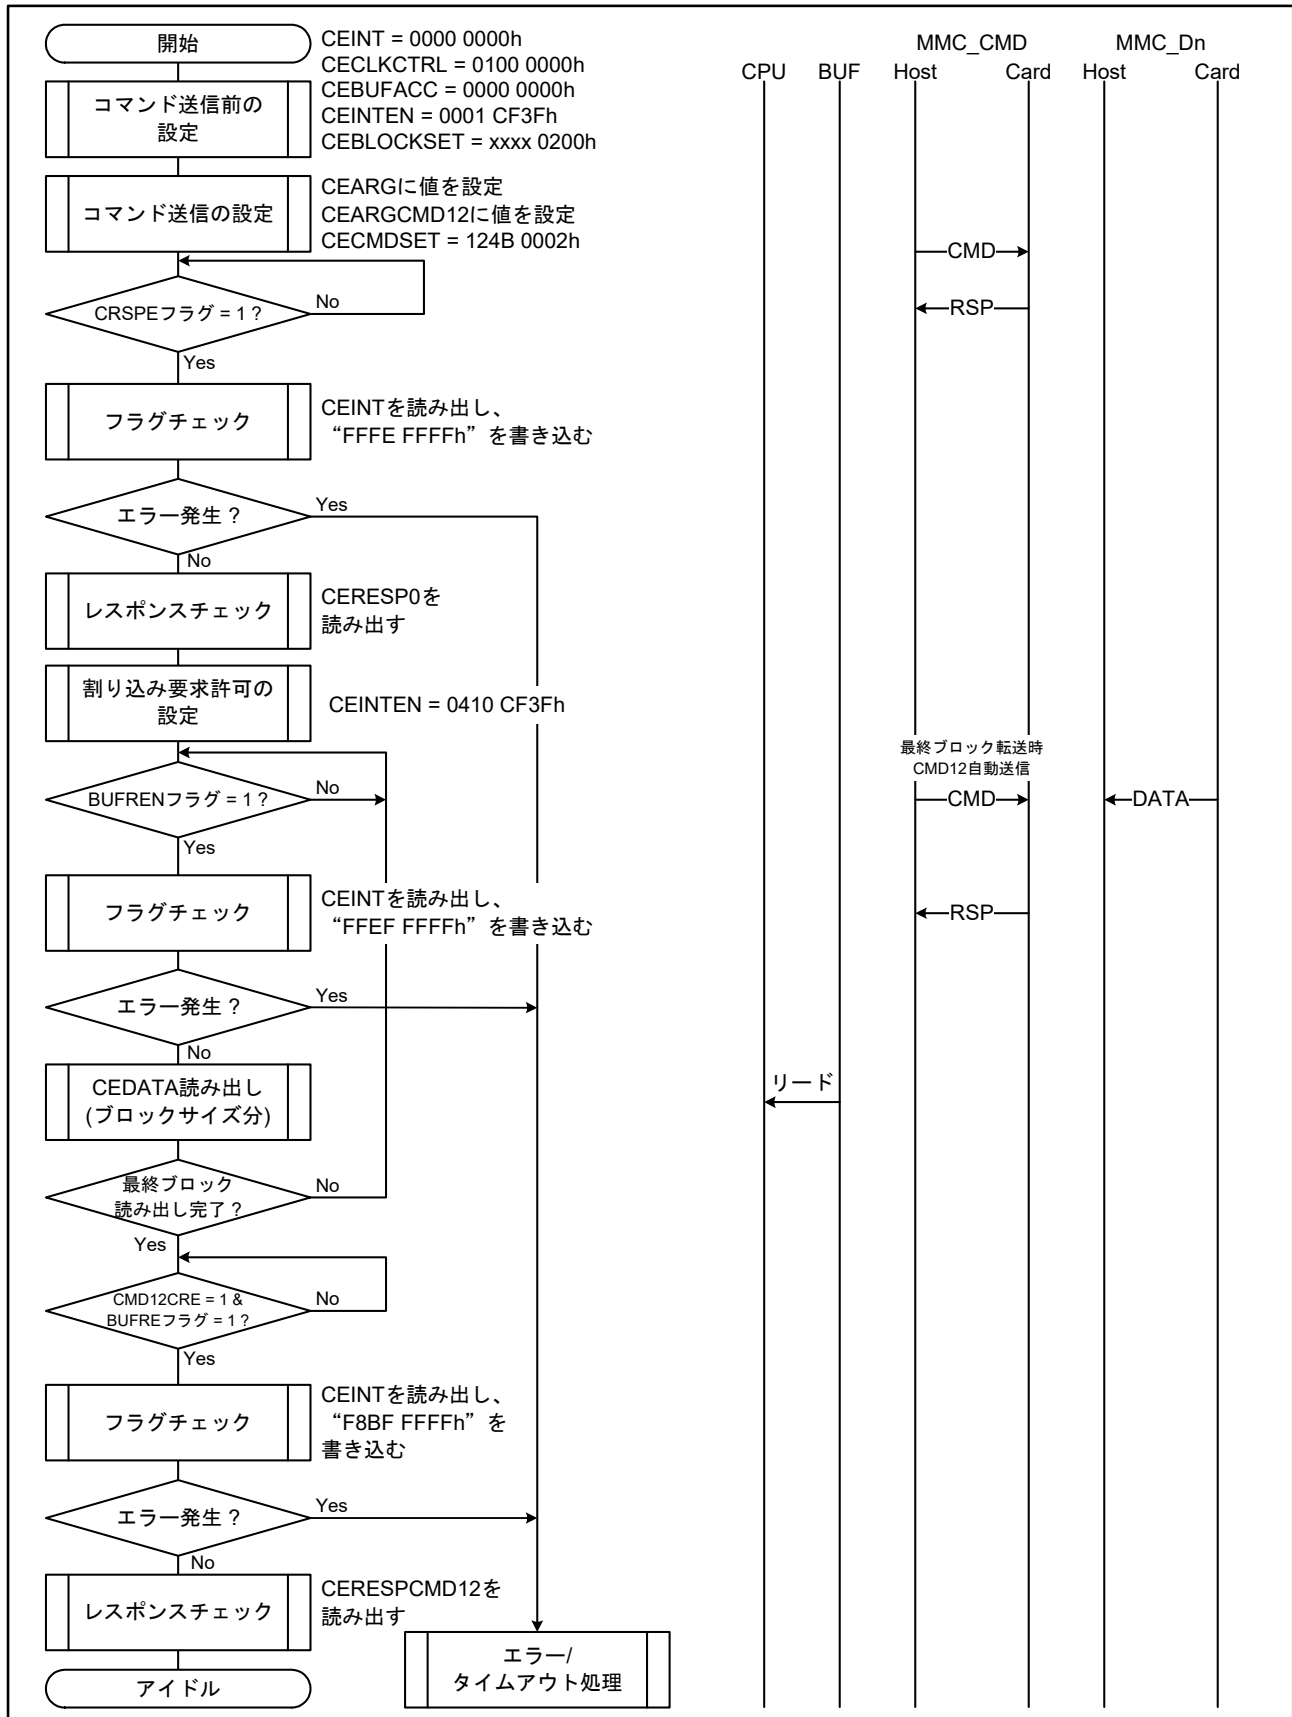 開始
CEINT = 0000 0000h
CECLKCTRL = 0100 0000h
CEBUFACC = 0000 0000h
CEINTEN = 0001 CF3Fh
CEBLOCKSET = xxxx 0200h
コマンド送信前の
設定
コマンド送信の設定
CEARGに値を設定
CEARGCMD12に値を設定
CECMDSET = 124B 0002h
CRSPEフラグ = 1 ?
No
Yes
フラグチェック
CEINTを読み出し、
“FFFE FFFFh”を書き込む
エラー発生 ?
Yes
No
レスポンスチェック
CERESP0を
読み出す
割り込み要求許可の
設定
CEINTEN = 0410 CF3Fh
BUFRENフラグ = 1 ?
No
Yes
フラグチェック
CEINTを読み出し、
“FFEF FFFFh”を書き込む
エラー発生 ?
Yes
No
CEDATA読み出し
(ブロックサイズ分)
最終ブロック
読み出し完了 ?
No
Yes
CMD12CRE = 1 &
BUFREフラグ = 1 ?
No
Yes
フラグチェック
CEINTを読み出し、
“F8BF FFFFh”を
書き込む
エラー発生 ?
Yes
No
レスポンスチェック
CERESPCMD12を
読み出す
エラー/
タイムアウト処理
アイドル
MMC_CMD
MMC_Dn
CPU
BUF
Host
Card
Host
Card
CMD
RSP
最終ブロック転送時
CMD12自動送信
CMD
DATA
RSP
リード